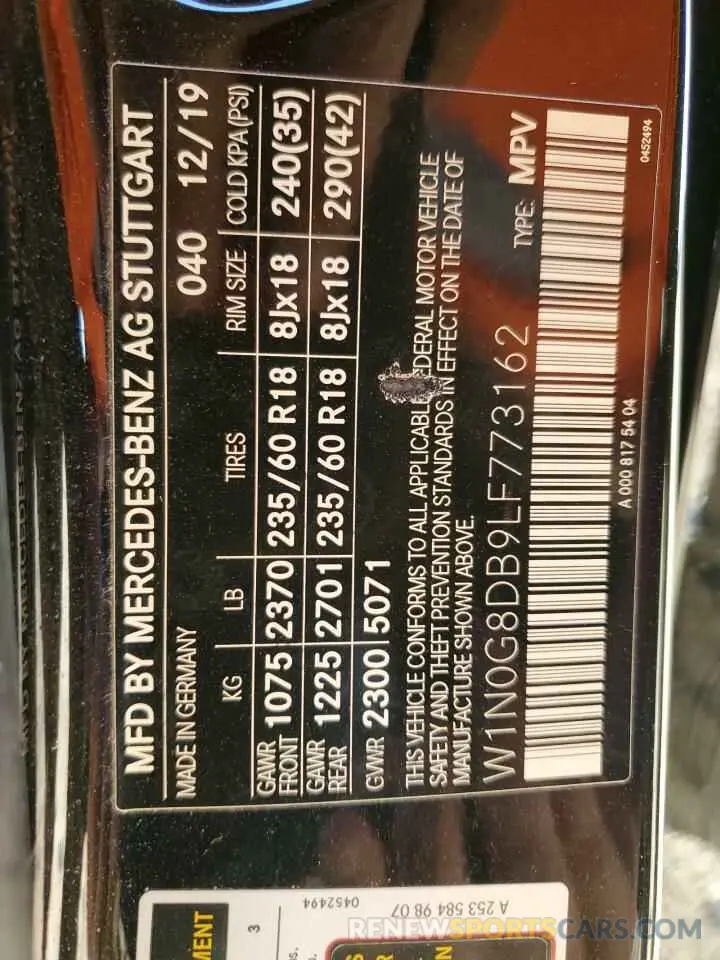 MFD BY MERCEDES-BENZ AG STUTTGART
MADE IN GERMANY 040 12/19
KG LB TIRES RIM SIZE COLD KPA(PSI)
GAWR FRONT 1075 2370 235/60 R18 8Jx18 240(35)
GAWR REAR 1225 2701 235/60 R18 8Jx18 290(42)
GVWR 2300 5071
THIS VEHICLE CONFORMS TO ALL APPLICABLE FEDERAL MOTOR VEHICLE
SAFETY AND THEFT PREVENTION STANDARDS IN EFFECT ON THE DATE OF
MANUFACTURE SHOWN ABOVE.
W1N0G8DB9LF773162 TYPE: MPV
A 000 817 54 04
0452494
A 253 584 98 07
0452494
3
RENEWSPORTSCARS.COM